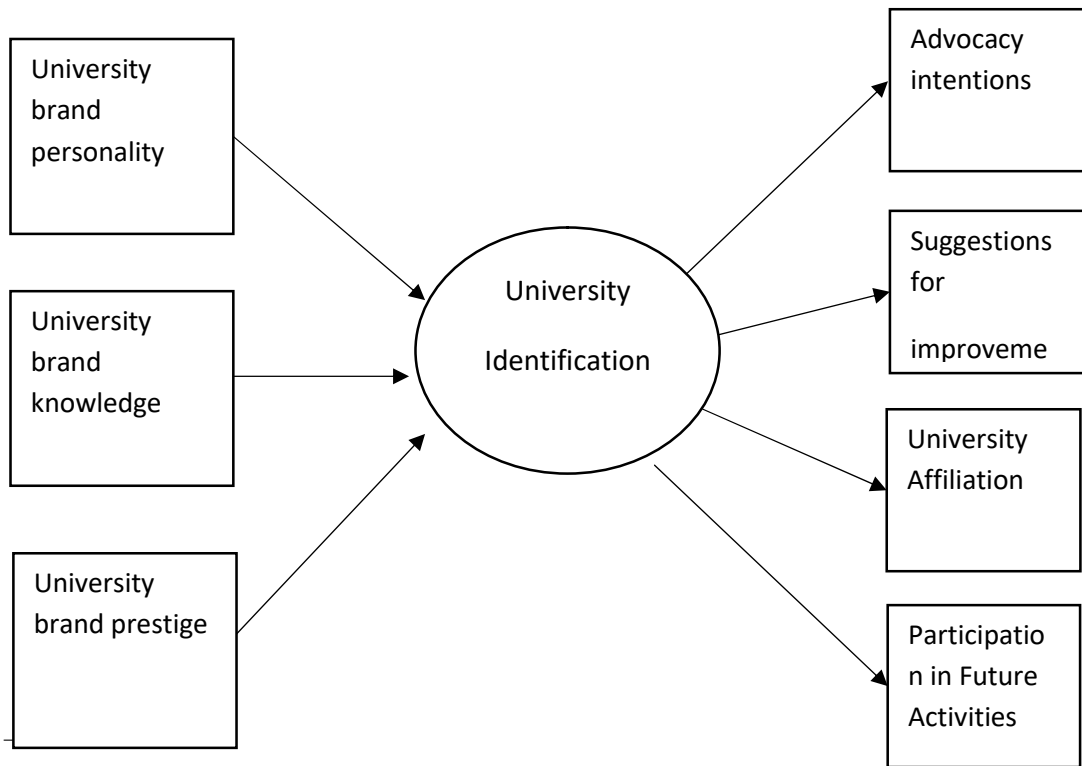 University
brand
personality
University
brand
knowledge
University
brand prestige
University
Identification
Advocacy
intentions
Suggestions
for
improveme
University
Affiliation
Participatio
n in Future
Activities